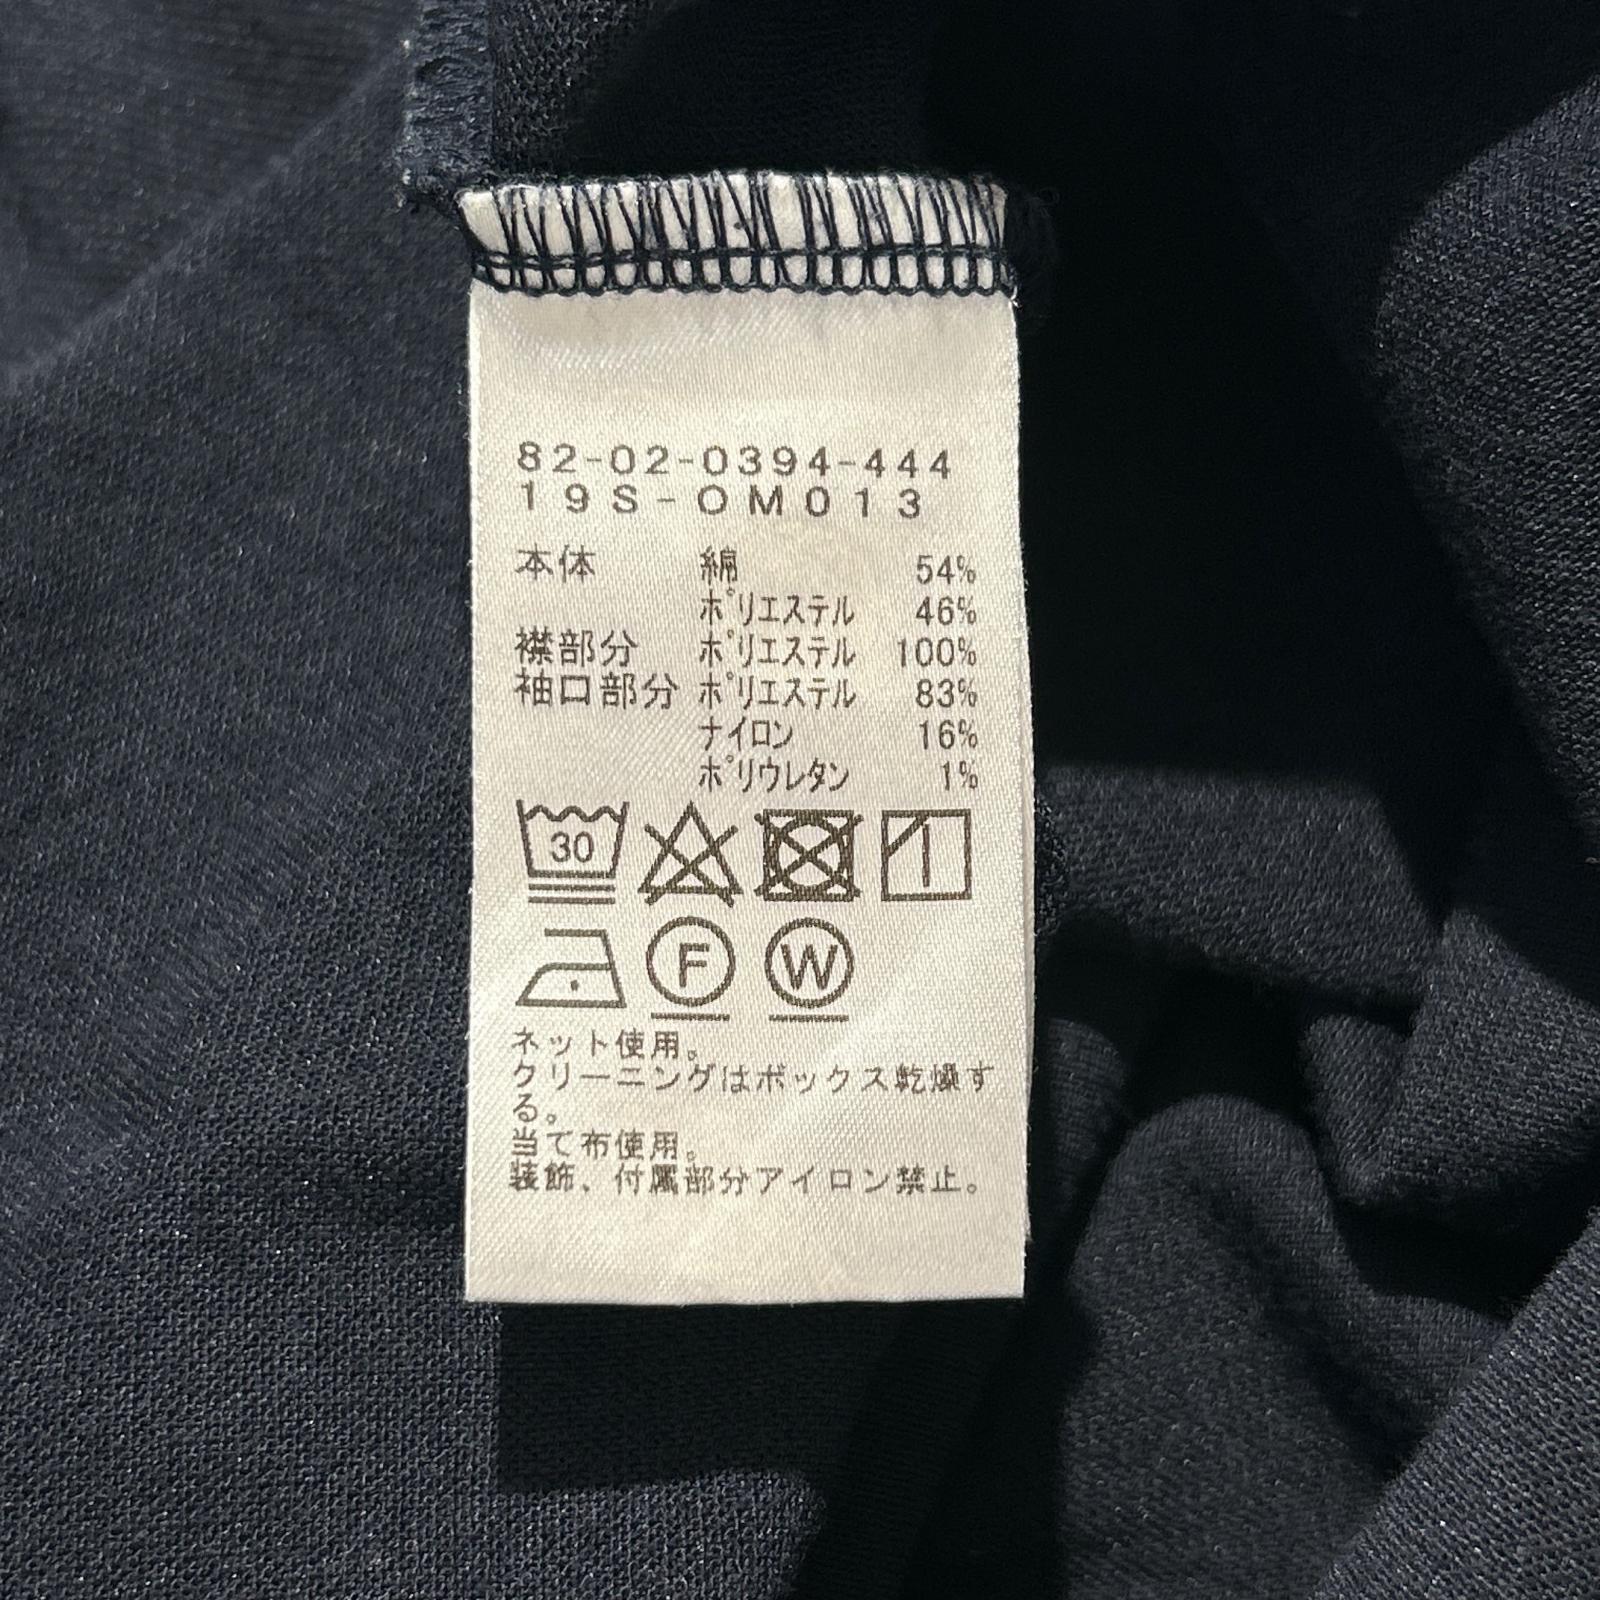 82-02-0394-444
19S-OM013
本体 綿 54%
ポリエステル 46%
襟部分 ポリエステル 100%
袖口部分 ポリエステル 83%
ナイロン 16%
ポリウレタン 1%
30
F W
ネット使用。
クリーニングはボックス乾燥す
る。
当て布使用。
装飾、付属部分アイロン禁止。